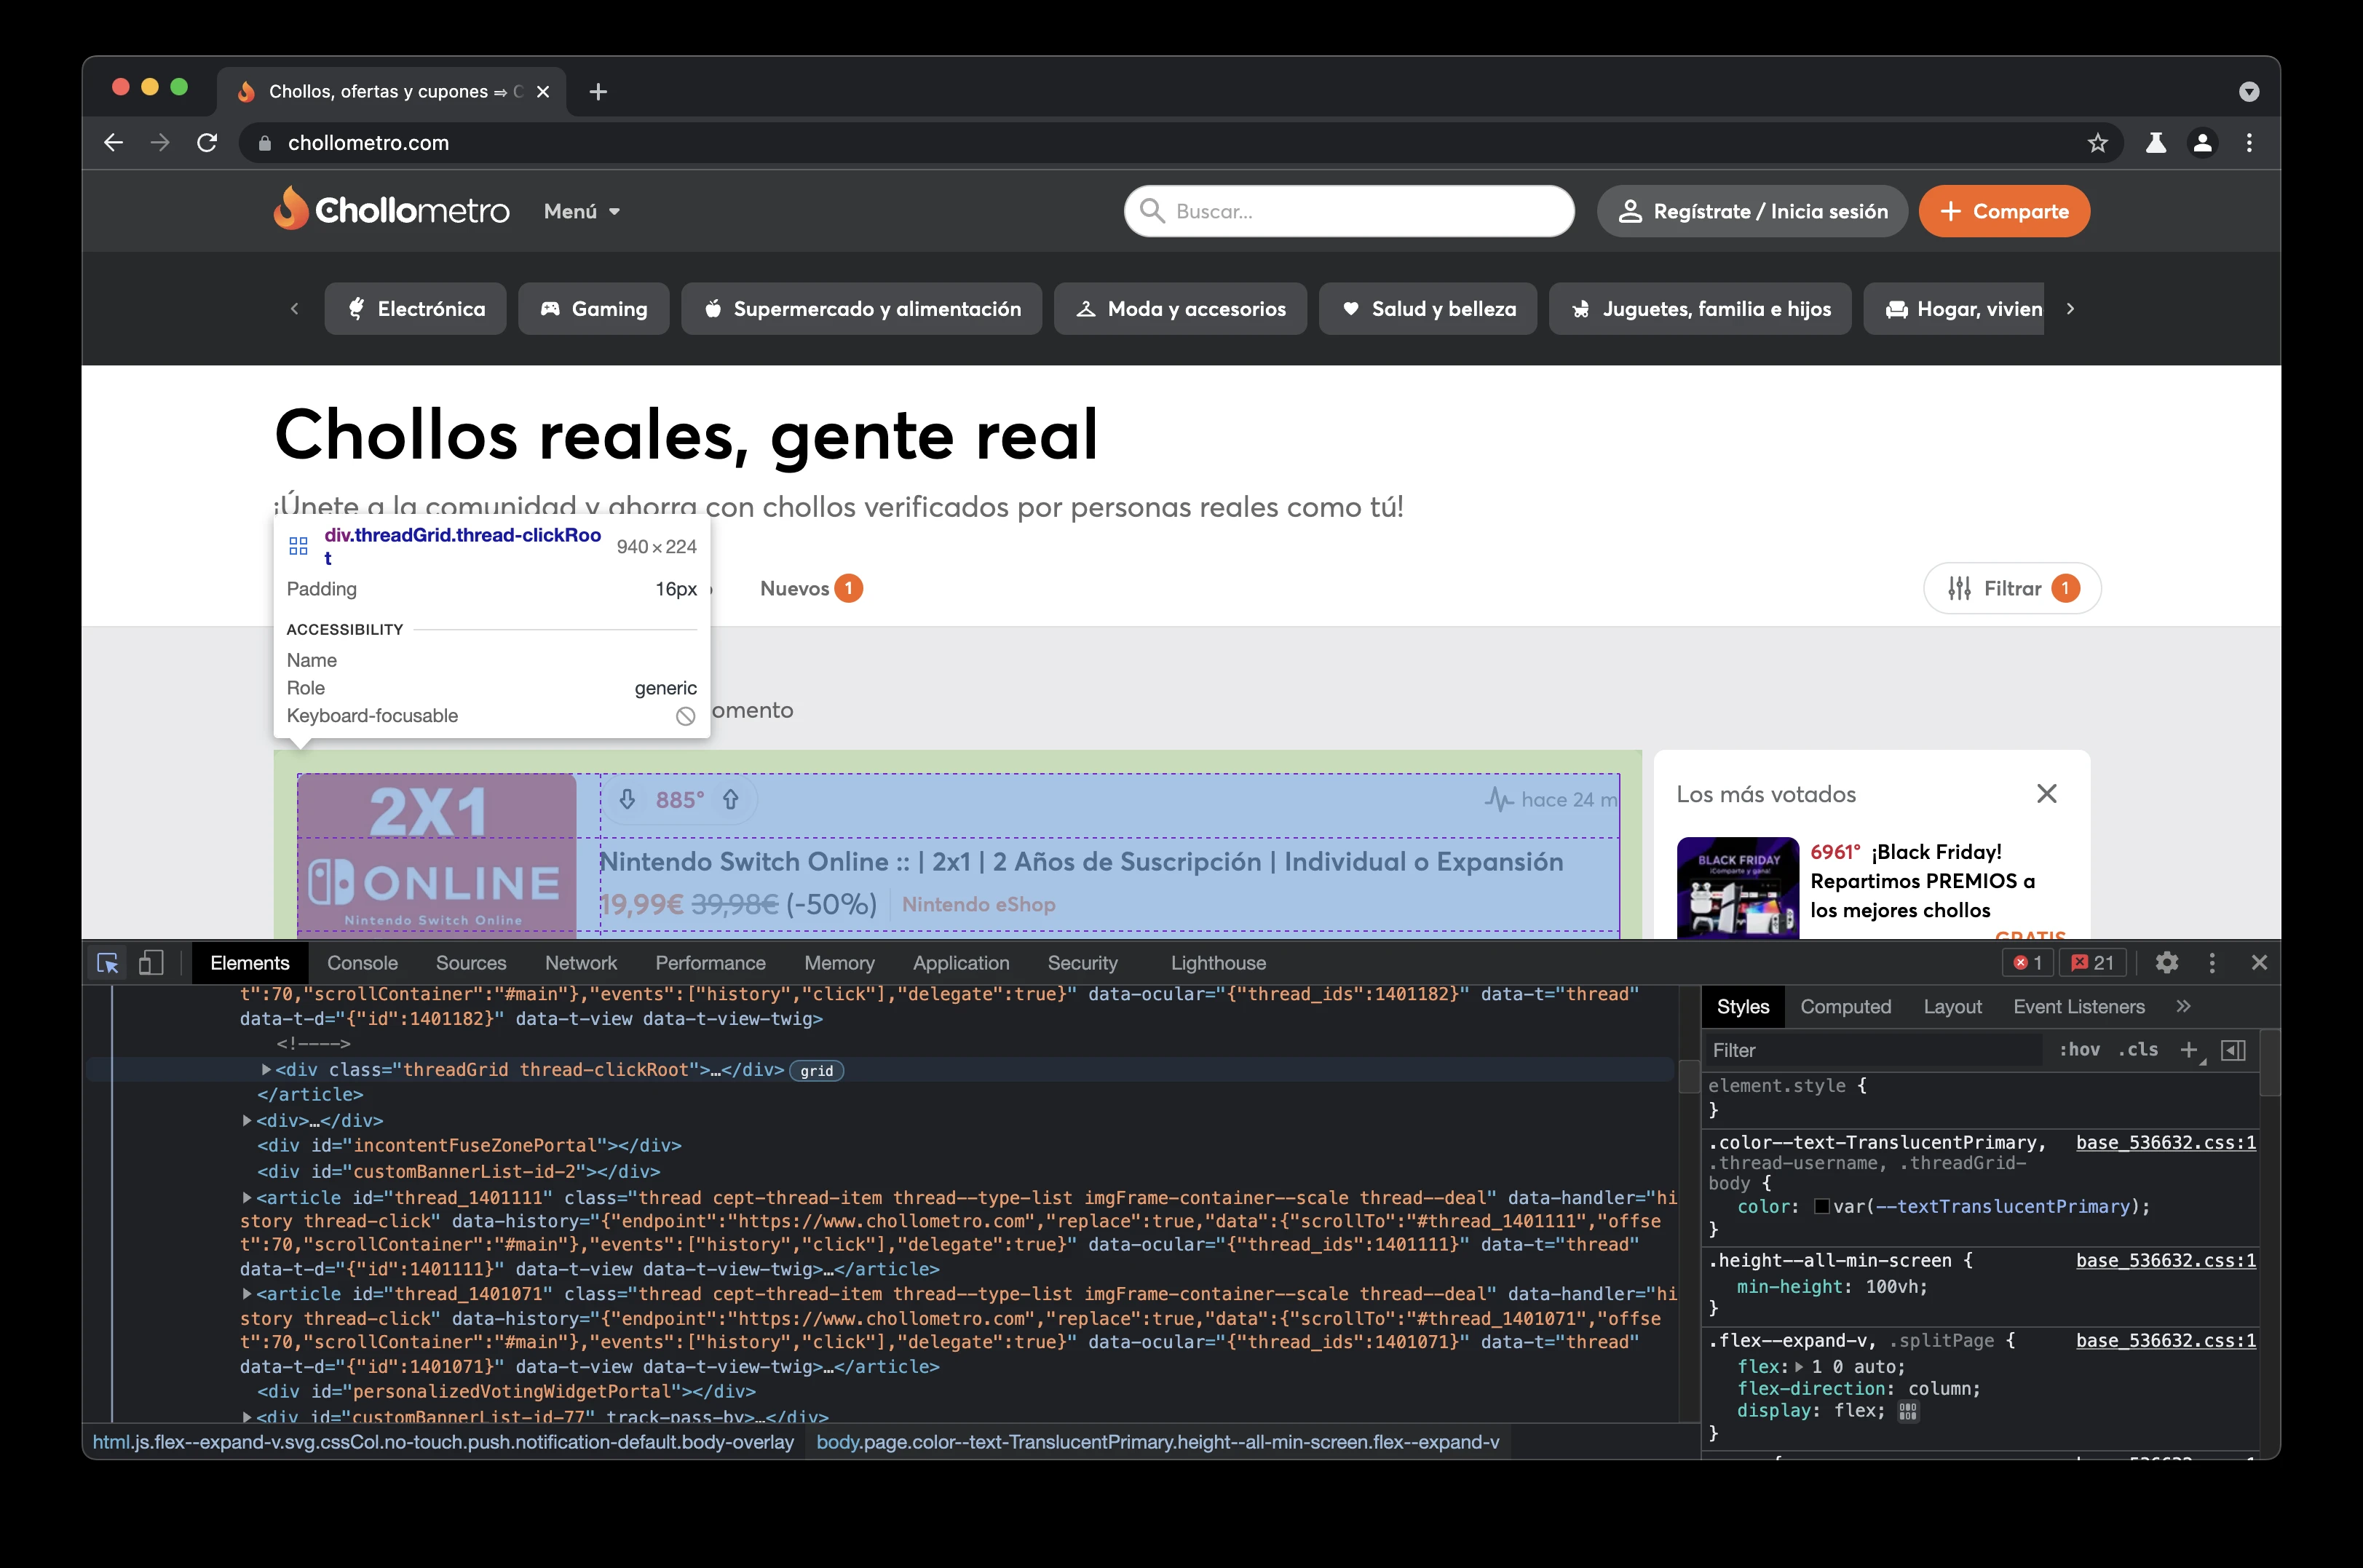 Chollos, ofertas y cupones ⇒ C
chollometro.com
Chollometro
Menú
Buscar...
Regístrate / Inicia sesión
Comparte
Electrónica
Gaming
Supermercado y alimentación
Moda y accesorios
Salud y belleza
Juguetes, familia e hijos
Hogar, vivien
Chollos reales, gente real
¡Únete a la comunidad y ahorra con chollos verificados por personas reales como tú!
div.threadGrid.thread-clickRoo
t
940 × 224
Padding 16px
ACCESSIBILITY
Name
Role generic
Keyboard-focusable
Nuevos 1
Filtrar 1
omento
2X1
ONLINE
Nintendo Switch Online
885°
hace 24 m
Nintendo Switch Online :: | 2x1 | 2 Años de Suscripción | Individual o Expansión
19,99€ 39,98€ (-50%) Nintendo eShop
Los más votados
BLACK FRIDAY
¡Comparte y gana!
6961° ¡Black Friday!
Repartimos PREMIOS a
los mejores chollos
GRATIS
Elements Console Sources Network Performance Memory Application Security Lighthouse
1 21
t":70,"scrollContainer":"#main"},"events":["history","click"],"delegate":true}" data-ocular="{"thread_ids":1401182}" data-t="thread"
data-t-d="{"id":1401182}" data-t-view data-t-view-twig>
<!---->
<div class="threadGrid thread-clickRoot">…</div> grid
</article>
<div>…</div>
<div id="incontentFuseZonePortal"></div>
<div id="customBannerList-id-2"></div>
<article id="thread_1401111" class="thread cept-thread-item thread--type-list imgFrame-container--scale thread--deal" data-handler="hi
story thread-click" data-history="{"endpoint":"https://www.chollometro.com","replace":true,"data":{"scrollTo":"#thread_1401111","offse
t":70,"scrollContainer":"#main"},"events":["history","click"],"delegate":true}" data-ocular="{"thread_ids":1401111}" data-t="thread"
data-t-d="{"id":1401111}" data-t-view data-t-view-twig>…</article>
<article id="thread_1401071" class="thread cept-thread-item thread--type-list imgFrame-container--scale thread--deal" data-handler="hi
story thread-click" data-history="{"endpoint":"https://www.chollometro.com","replace":true,"data":{"scrollTo":"#thread_1401071","offse
t":70,"scrollContainer":"#main"},"events":["history","click"],"delegate":true}" data-ocular="{"thread_ids":1401071}" data-t="thread"
data-t-d="{"id":1401071}" data-t-view data-t-view-twig>…</article>
<div id="personalizedVotingWidgetPortal"></div>
<div id="customBannerList-id-77" track-pass-by>…</div>
html.js.flex--expand-v.svg.cssCol.no-touch.push.notification-default.body-overlay body.page.color--text-TranslucentPrimary.height--all-min-screen.flex--expand-v
Styles Computed Layout Event Listeners
Filter :hov .cls
element.style {
}
.color--text-TranslucentPrimary, base_536632.css:1
.thread-username, .threadGrid-
body {
color: var(--textTranslucentPrimary);
}
.height--all-min-screen { base_536632.css:1
min-height: 100vh;
}
.flex--expand-v, .splitPage { base_536632.css:1
flex: 1 0 auto;
flex-direction: column;
display: flex;
}